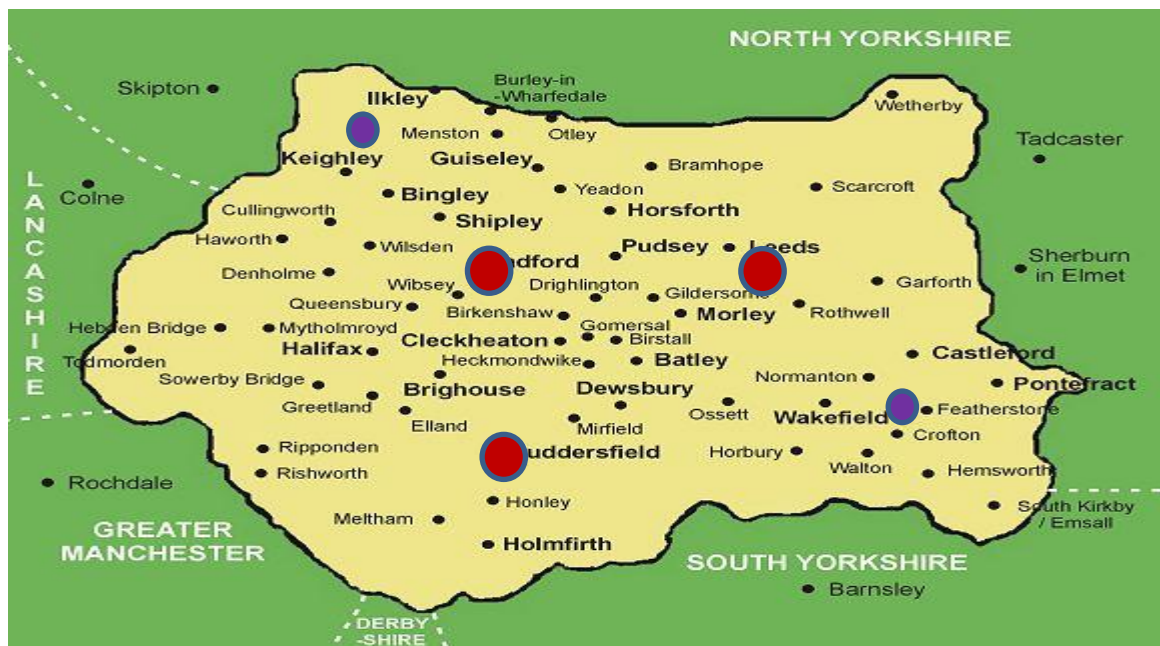 NORTH YORKSHIRE
Skipton
Burley-in
-Wharfedale
Ilkley
Wetherby
Menston
Otley
Tadcaster
Keighley
Guiseley
Bramhope
LANCASHIRE
Colne
Bingley
Yeadon
Scarcroft
Cullingworth
Shipley
Horsforth
Haworth
Wilsden
Pudsey
Leeds
Sherburn
in Elmet
Denholme
ndford
Wibsey
Drighlington
Garforth
Queensbury
Birkenshaw
Gildersome
Rothwell
Hebden Bridge
Mytholmroyd
Gomersal
Morley
Halifax
Cleckheaton
Birstall
Todmorden
Heckmondwike
Batley
Castleford
Sowerby Bridge
Brighouse
Dewsbury
Normanton
Pontefract
Greetland
Elland
Mirfield
Ossett
Wakefield
Featherstone
Crofton
Ripponden
uddersfield
Horbury
Walton
Rishworth
Hemsworth
Rochdale
Honley
Meltham
South Kirkby
/ Emsall
GREATER
MANCHESTER
Holmfirth
SOUTH YORKSHIRE
Barnsley
DERBY
-SHIRE